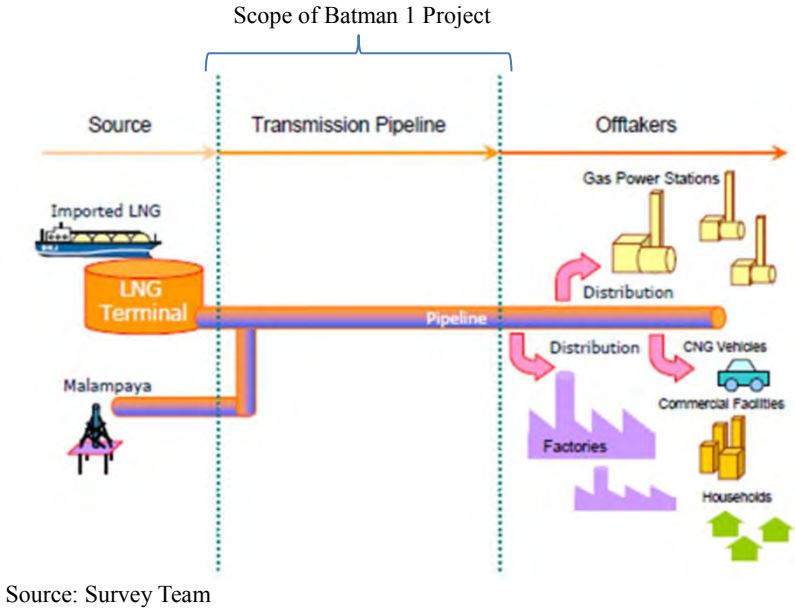 Scope of Batman 1 Project
Source
Transmission Pipeline
Offtakers
Gas Power Stations
Imported LNG
LNG
Terminal
Distribution
Pipeline
Distribution
CNG Vehicles
Malampaya
Commercial Facilities
Factories
Households
Source: Survey Team